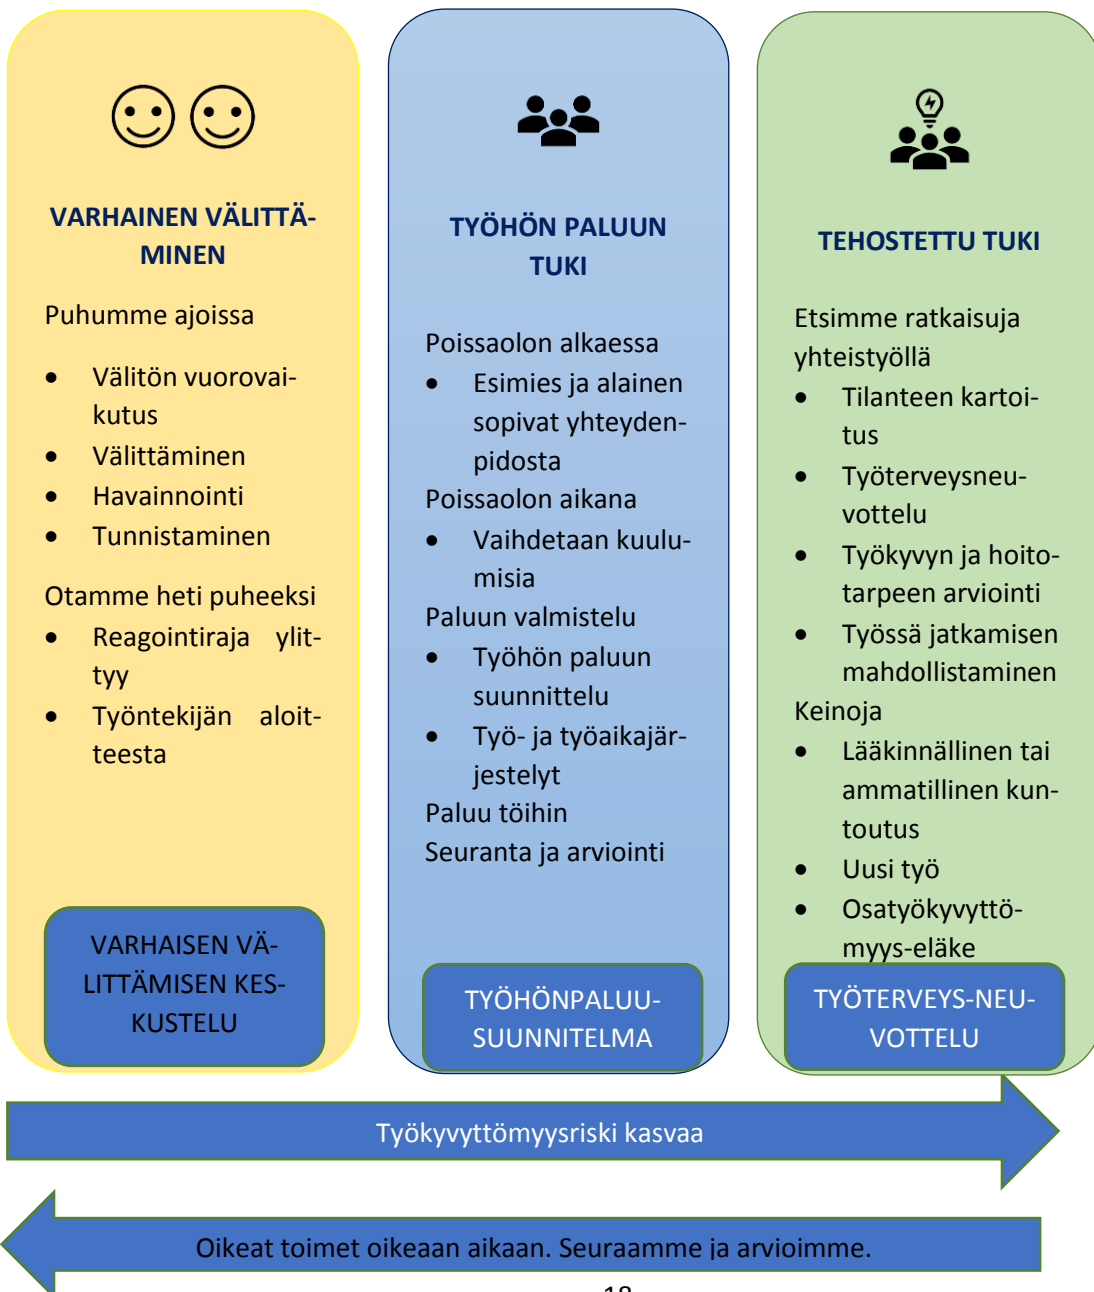 VARHAINEN VÄLITTÄ-
MINEN
Puhumme ajoissa
• Välitön vuorovai-
kutus
• Välittäminen
• Havainnointi
• Tunnistaminen
Otamme heti puheeksi
• Reagointiraja ylit-
tyy
• Työntekijän aloit-
teesta
VARHAISEN VÄ-
LITTÄMISEN KES-
KUSTELU
TYÖHÖN PALUUN
TUKI
Poissaolon alkaessa
• Esimies ja alainen
sopivat yhteyden-
pidosta
Poissaolon aikana
• Vaihdetaan kuulu-
misia
Paluun valmistelu
• Työhön paluun
suunnittelu
• Työ- ja työaikajär-
jestelyt
Paluu töihin
Seuranta ja arviointi
TYÖHÖNPALUU-
SUUNNITELMA
TEHOSTETTU TUKI
Etsimme ratkaisuja
yhteistyöllä
• Tilanteen kartoi-
tus
• Työterveysneu-
vottelu
• Työkyvyn ja hoito-
tarpeen arviointi
• Työssä jatkamisen
mahdollistaminen
Keinoja
• Lääkinnällinen tai
ammatillinen kun-
toutus
• Uusi työ
• Osatyökyvyttö-
myys-eläke
TYÖTERVEYS-NEU-
VOTTELU
Työkyvyttömyysriski kasvaa
Oikeat toimet oikeaan aikaan. Seuraamme ja arvioimme.
18